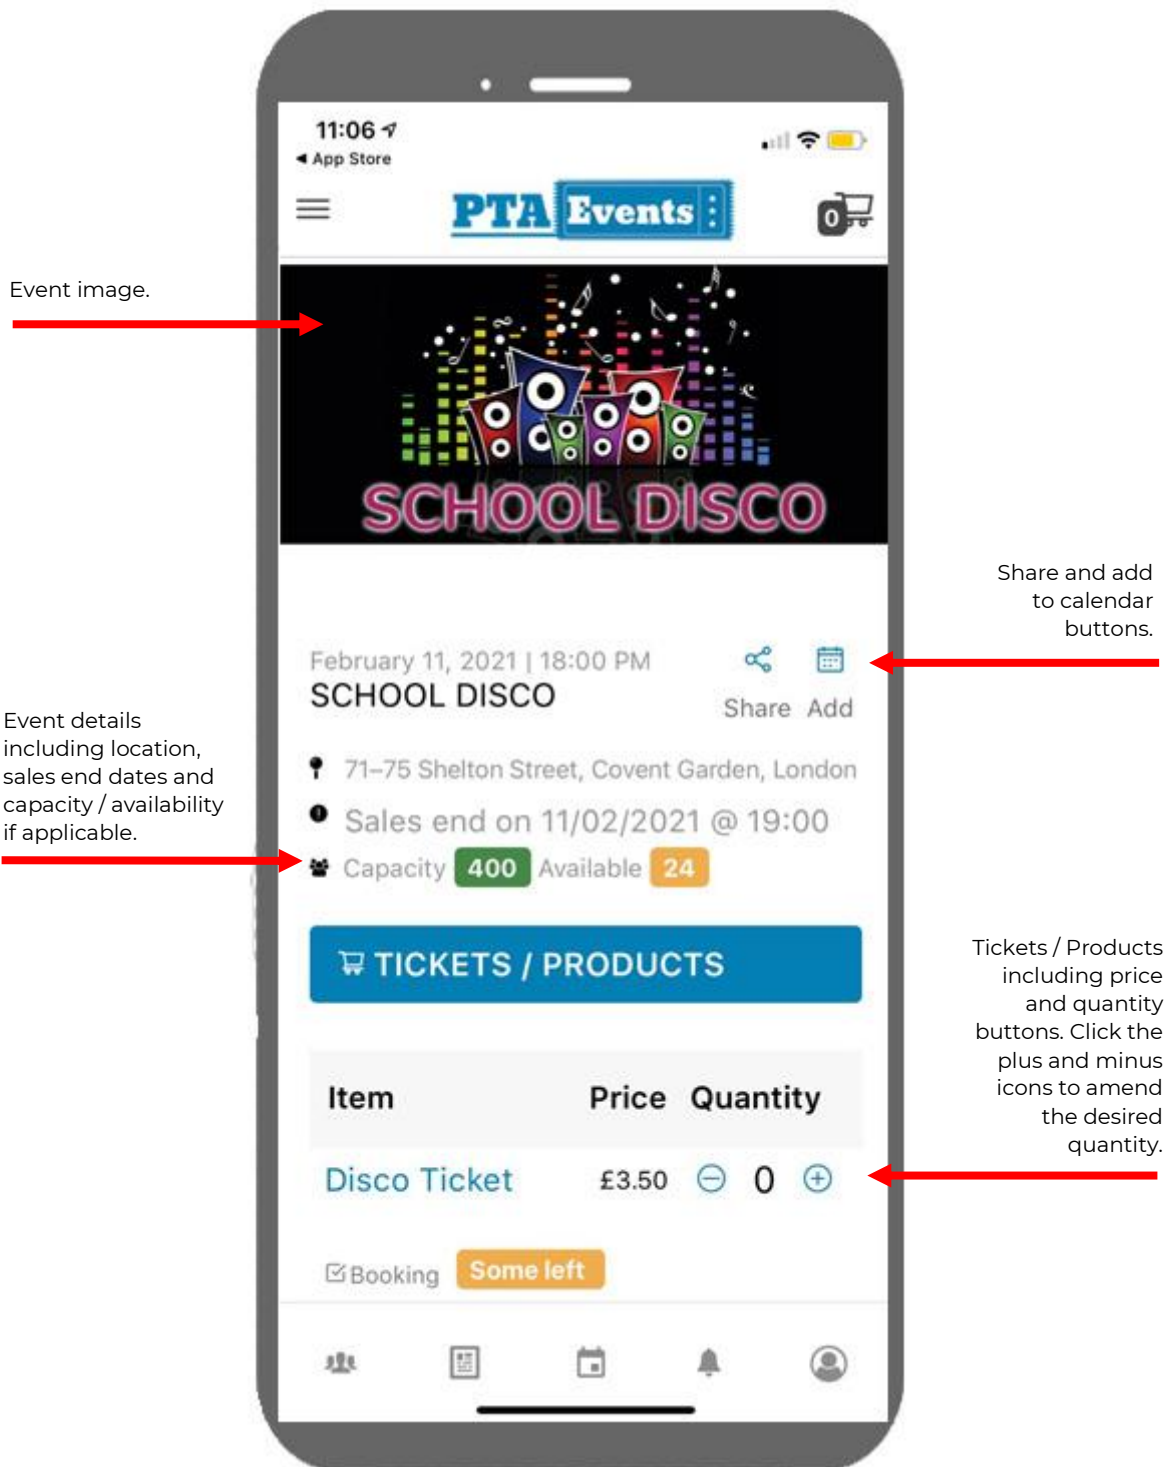 11:06
◀ App Store
PTA Events
0
Event image.
SCHOOL DISCO
Share and add
to calendar
buttons.
February 11, 2021 | 18:00 PM
SCHOOL DISCO
Share Add
Event details
including location,
sales end dates and
capacity / availability
if applicable.
71–75 Shelton Street, Covent Garden, London
Sales end on 11/02/2021 @ 19:00
Capacity 400 Available 24
TICKETS / PRODUCTS
Tickets / Products
including price
and quantity
buttons. Click the
plus and minus
icons to amend
the desired
quantity.
Item Price Quantity
Disco Ticket £3.50 0
Booking Some left